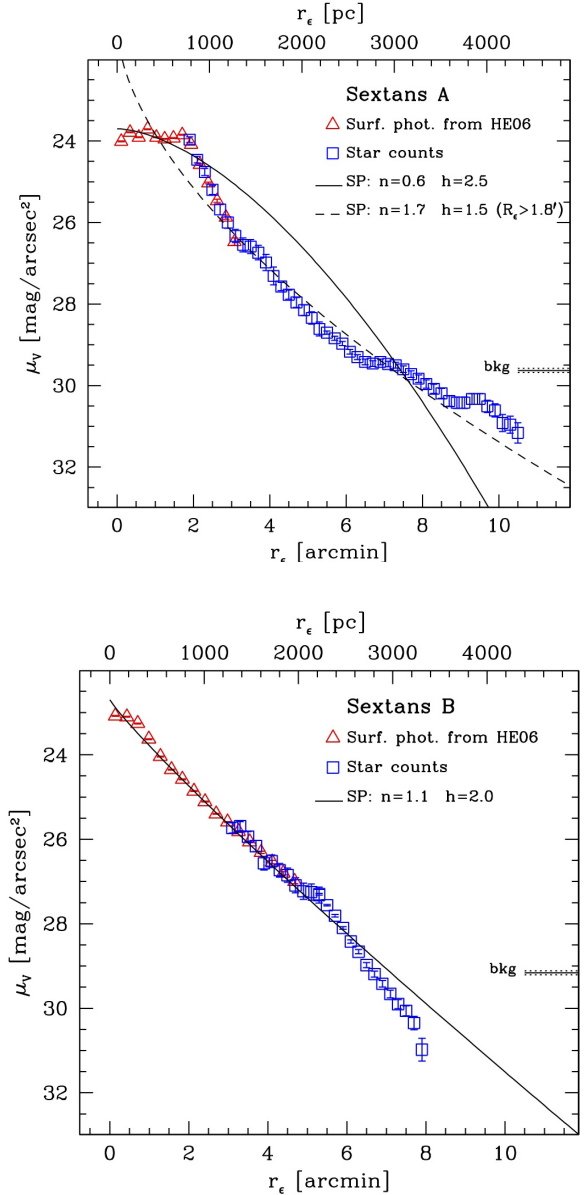 r_ε [pc]
0 1000 2000 3000 4000
Sextans A
Surf. phot. from HE06
Star counts
SP: n=0.6 h=2.5
SP: n=1.7 h=1.5 (R_ε>1.8')
24
26
28
30
32
μ_V [mag/arcsec²]
bkg
0 2 4 6 8 10
r_ε [arcmin]
r_ε [pc]
0 1000 2000 3000 4000
Sextans B
Surf. phot. from HE06
Star counts
SP: n=1.1 h=2.0
24
26
28
30
32
μ_V [mag/arcsec²]
bkg
0 2 4 6 8 10
r_ε [arcmin]